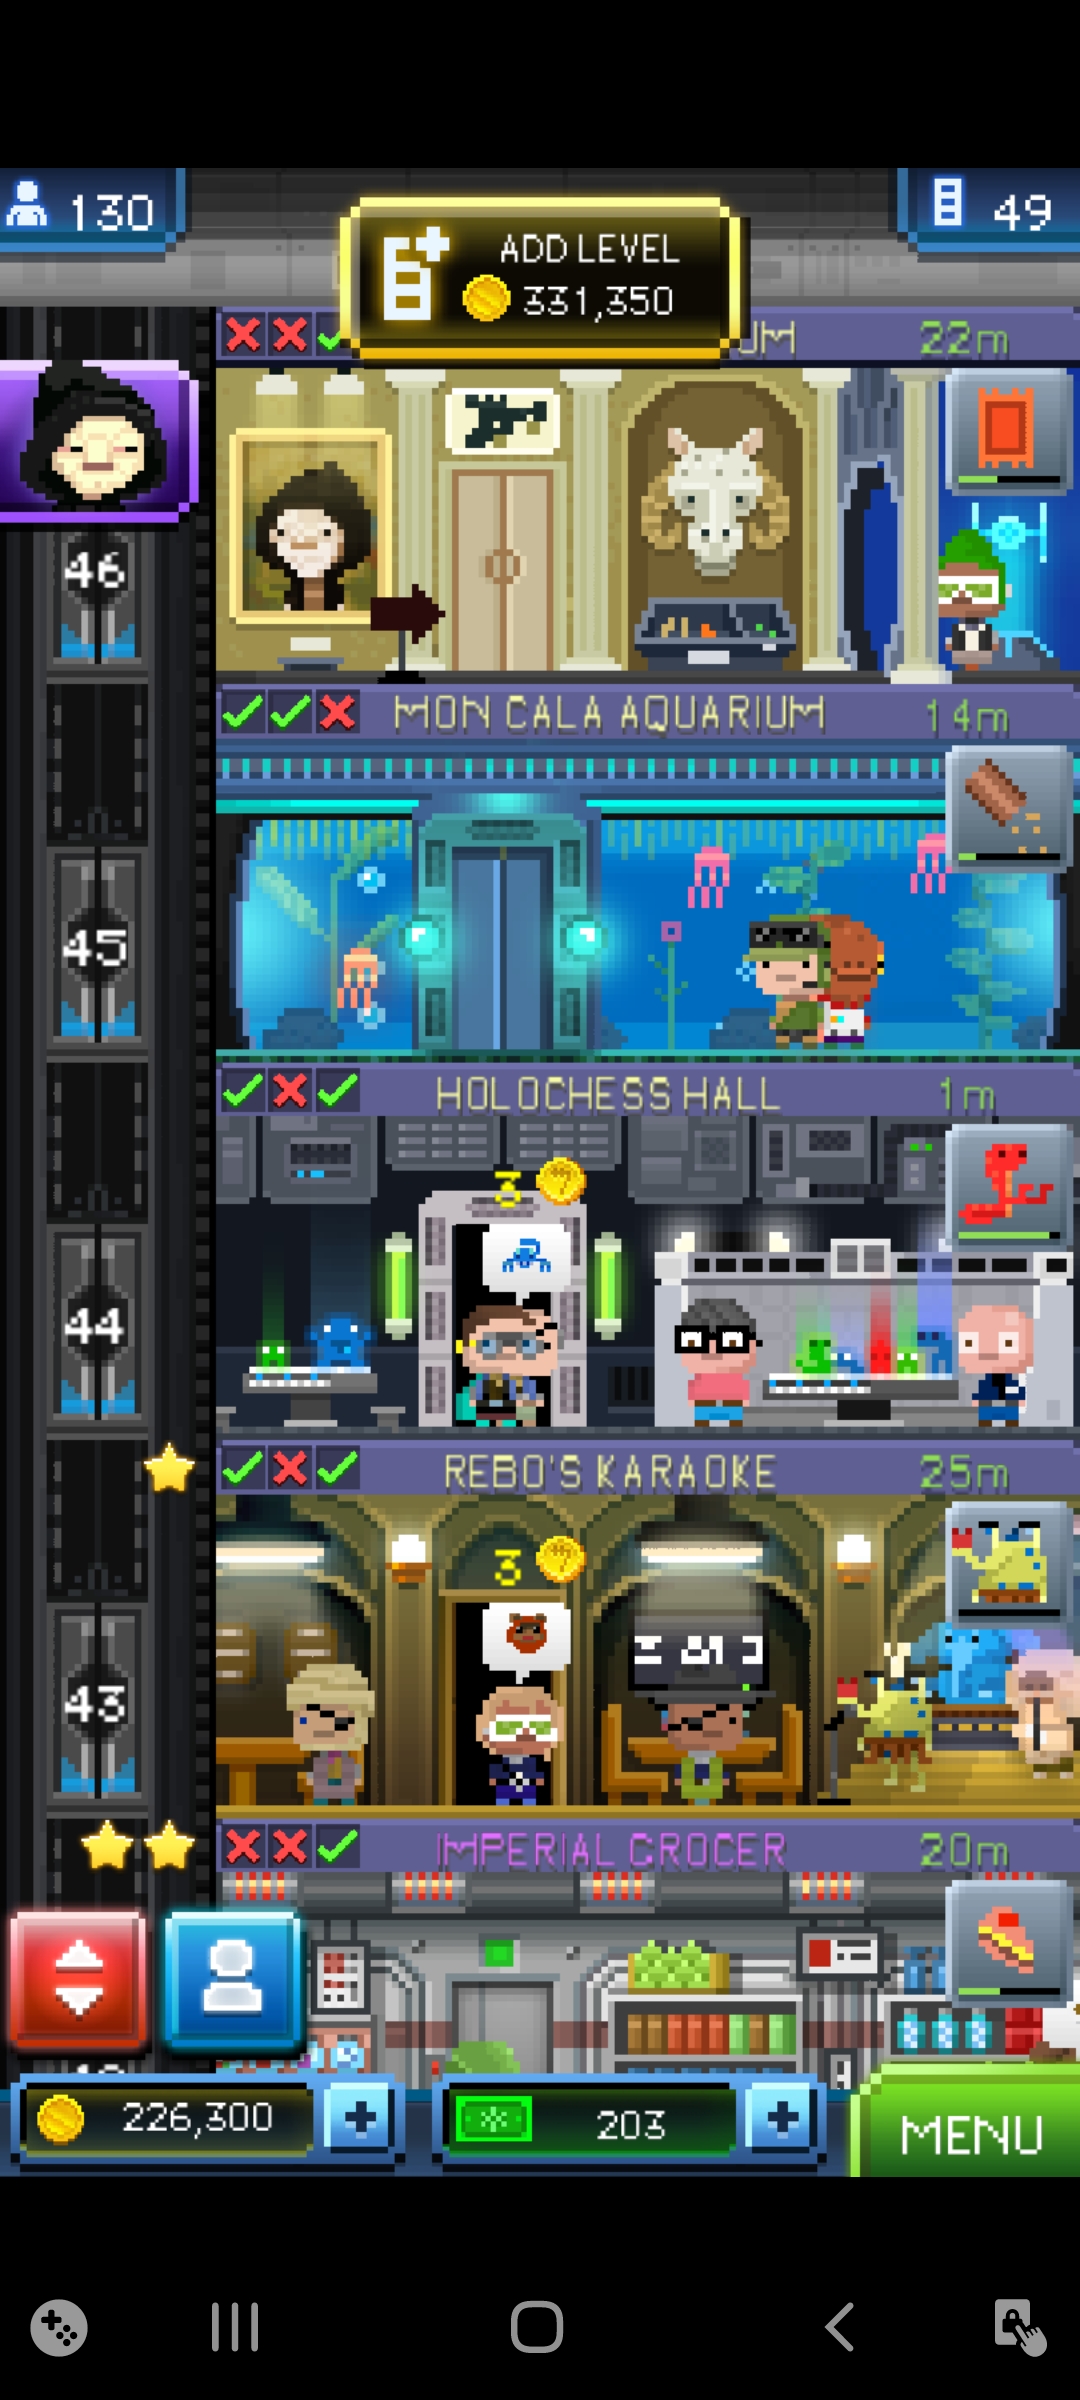 130
49
ADD LEVEL
331,350
UM
22m
46
MON CALA AQUARIUM
14m
45
HOLOCHESS HALL
1m
3
44
REBO'S KARAOKE
25m
3
43
IMPERIAL GROCER
20m
226,300
203
MENU